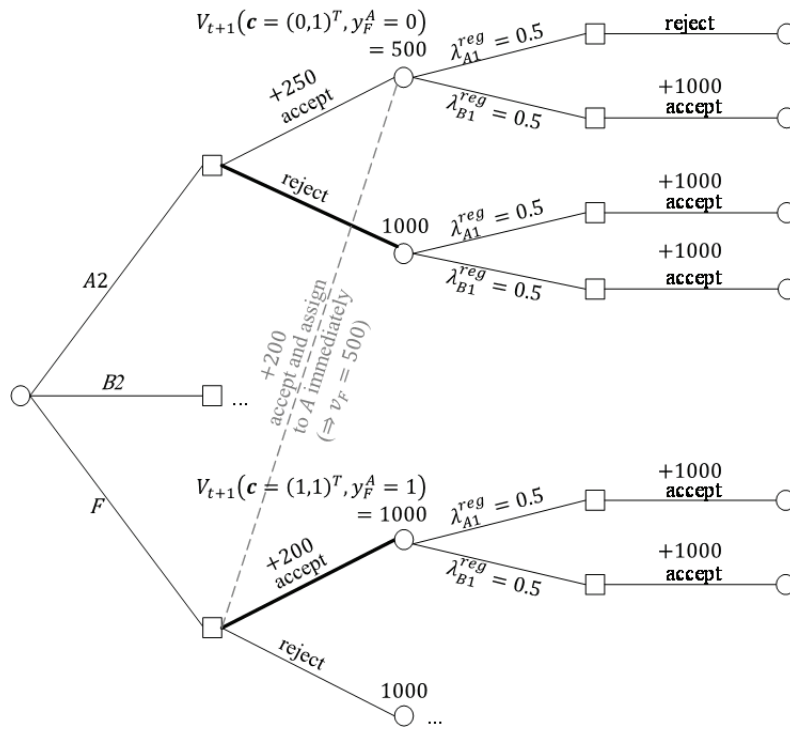 V_{t+1}(c = (0,1)^T, y_F^A = 0)
= 500
+250
accept
λ_{A1}^{reg} = 0.5
reject
λ_{B1}^{reg} = 0.5
+1000
accept
reject
1000
λ_{A1}^{reg} = 0.5
+1000
accept
λ_{B1}^{reg} = 0.5
+1000
accept
A2
B2
...
+200
accept and assign
to A immediately
(⇒ v_F = 500)
F
V_{t+1}(c = (1,1)^T, y_F^A = 1)
= 1000
+200
accept
λ_{A1}^{reg} = 0.5
+1000
accept
λ_{B1}^{reg} = 0.5
+1000
accept
reject
1000
...